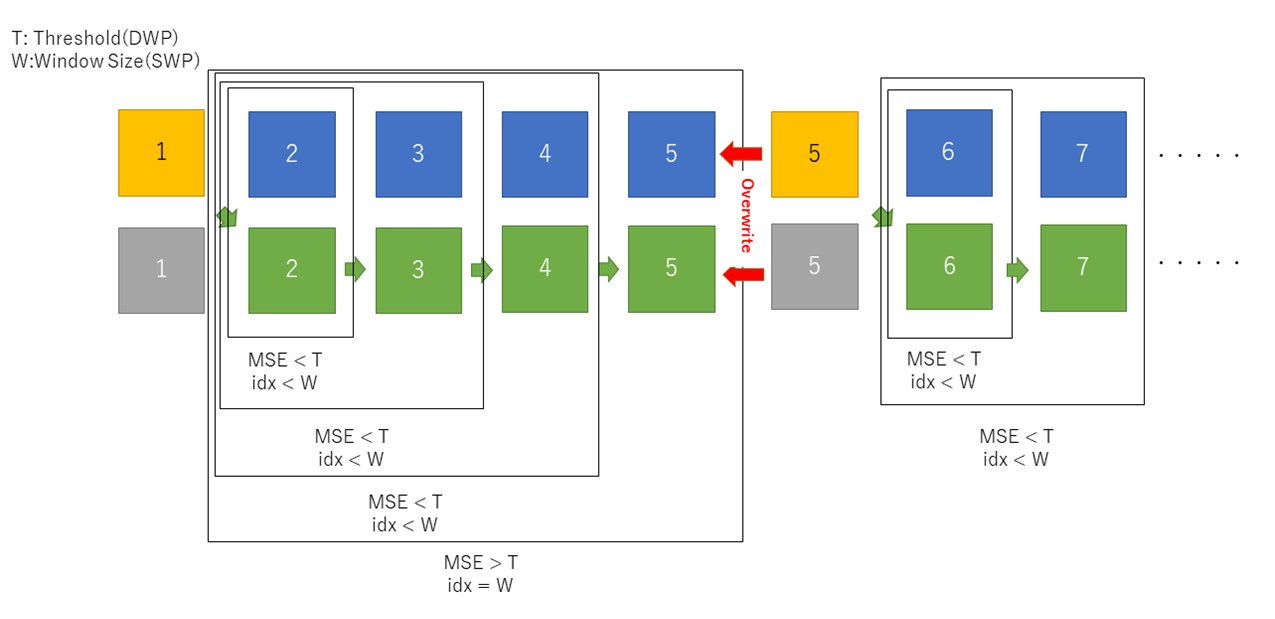 T: Threshold(DWP)
W:Window Size(SWP)
1
2
3
4
5
5
6
7
· · · · ·
Overwrite
1
2
3
4
5
5
6
7
· · · · ·
MSE < T
idx < W
MSE < T
idx < W
MSE < T
idx < W
MSE < T
idx < W
MSE < T
idx < W
MSE > T
idx = W